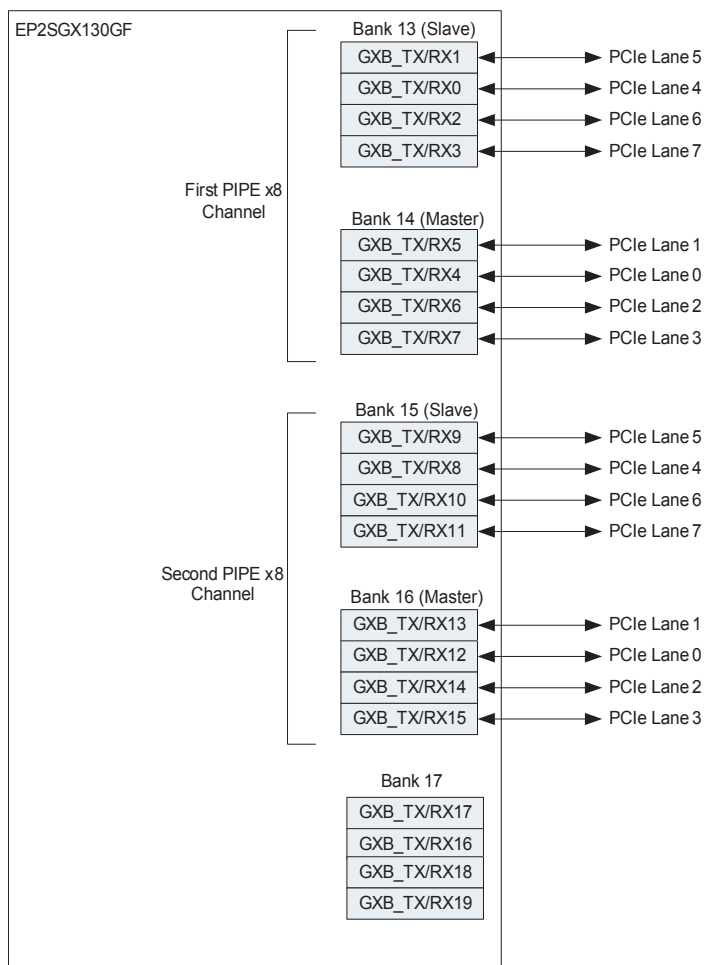 EP2SGX130GF
Bank 13 (Slave)
GXB_TX/RX1
PCIe Lane 5
GXB_TX/RX0
PCIe Lane 4
GXB_TX/RX2
PCIe Lane 6
GXB_TX/RX3
PCIe Lane 7
First PIPE x8
Channel
Bank 14 (Master)
GXB_TX/RX5
PCIe Lane 1
GXB_TX/RX4
PCIe Lane 0
GXB_TX/RX6
PCIe Lane 2
GXB_TX/RX7
PCIe Lane 3
Bank 15 (Slave)
GXB_TX/RX9
PCIe Lane 5
GXB_TX/RX8
PCIe Lane 4
GXB_TX/RX10
PCIe Lane 6
GXB_TX/RX11
PCIe Lane 7
Second PIPE x8
Channel
Bank 16 (Master)
GXB_TX/RX13
PCIe Lane 1
GXB_TX/RX12
PCIe Lane 0
GXB_TX/RX14
PCIe Lane 2
GXB_TX/RX15
PCIe Lane 3
Bank 17
GXB_TX/RX17
GXB_TX/RX16
GXB_TX/RX18
GXB_TX/RX19